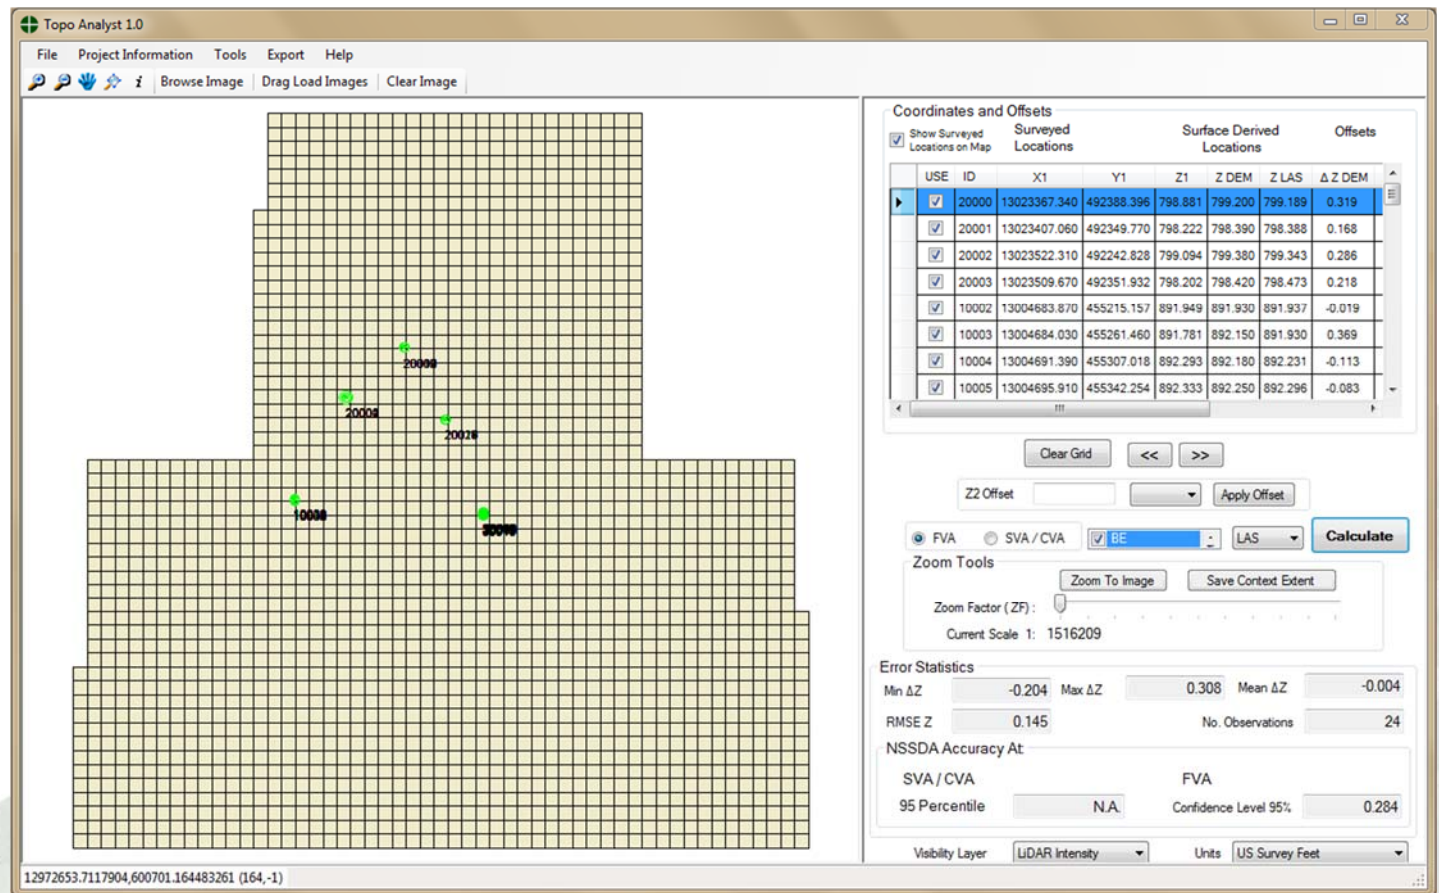 Topo Analyst 1.0
File Project Information Tools Export Help
i Browse Image Drag Load Images Clear Image
Coordinates and Offsets
Show Surveyed Locations on Map
Surveyed Locations
Surface Derived Locations
Offsets
USE ID X1 Y1 Z1 Z DEM Z LAS Δ Z DEM
20000 13023367.340 492388.396 798.881 799.200 799.189 0.319
20001 13023407.060 492349.770 798.222 798.390 798.388 0.168
20002 13023522.310 492242.828 799.094 799.380 799.343 0.286
20003 13023509.670 492351.932 798.202 798.420 798.473 0.218
10002 13004683.870 455215.157 891.949 891.930 891.937 -0.019
10003 13004684.030 455261.460 891.781 892.150 891.930 0.369
10004 13004691.390 455307.018 892.293 892.180 892.231 -0.113
10005 13004695.910 455342.254 892.333 892.250 892.296 -0.083
Clear Grid << >>
Z2 Offset Apply Offset
FVA SVA / CVA BE LAS Calculate
Zoom Tools
Zoom To Image Save Context Extent
Zoom Factor ( ZF) :
Current Scale 1: 1516209
Error Statistics
Min ΔZ -0.204 Max ΔZ 0.308 Mean ΔZ -0.004
RMSE Z 0.145 No. Observations 24
NSSDA Accuracy At:
SVA / CVA FVA
95 Percentile N.A. Confidence Level 95% 0.284
Visibility Layer LiDAR Intensity Units US Survey Feet
12972653.7117904,600701.164483261 (164,-1)